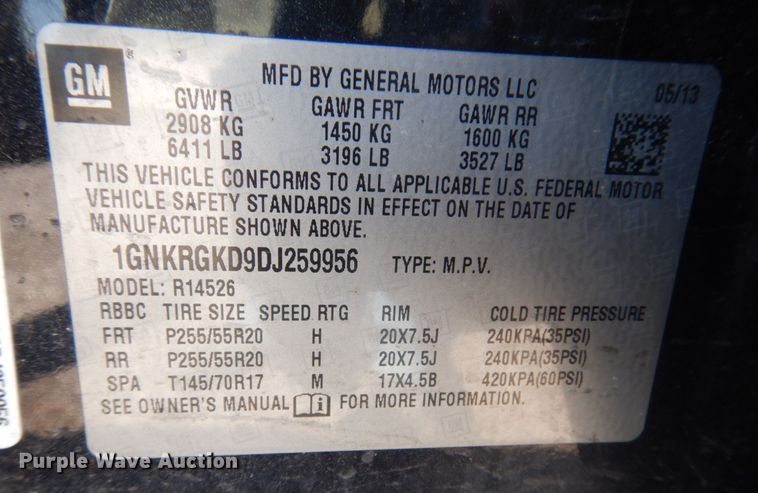 GM
MFD BY GENERAL MOTORS LLC 05/13
GVWR GAWR FRT GAWR RR
2908 KG 1450 KG 1600 KG
6411 LB 3196 LB 3527 LB
THIS VEHICLE CONFORMS TO ALL APPLICABLE U.S. FEDERAL MOTOR
VEHICLE SAFETY STANDARDS IN EFFECT ON THE DATE OF
MANUFACTURE SHOWN ABOVE.
1GNKRGKD9DJ259956 TYPE: M.P.V.
MODEL: R14526
RBBC TIRE SIZE SPEED RTG RIM COLD TIRE PRESSURE
FRT P255/55R20 H 20X7.5J 240KPA(35PSI)
RR P255/55R20 H 20X7.5J 240KPA(35PSI)
SPA T145/70R17 M 17X4.5B 420KPA(60PSI)
SEE OWNER'S MANUAL FOR MORE INFORMATION.
Purple Wave Auction